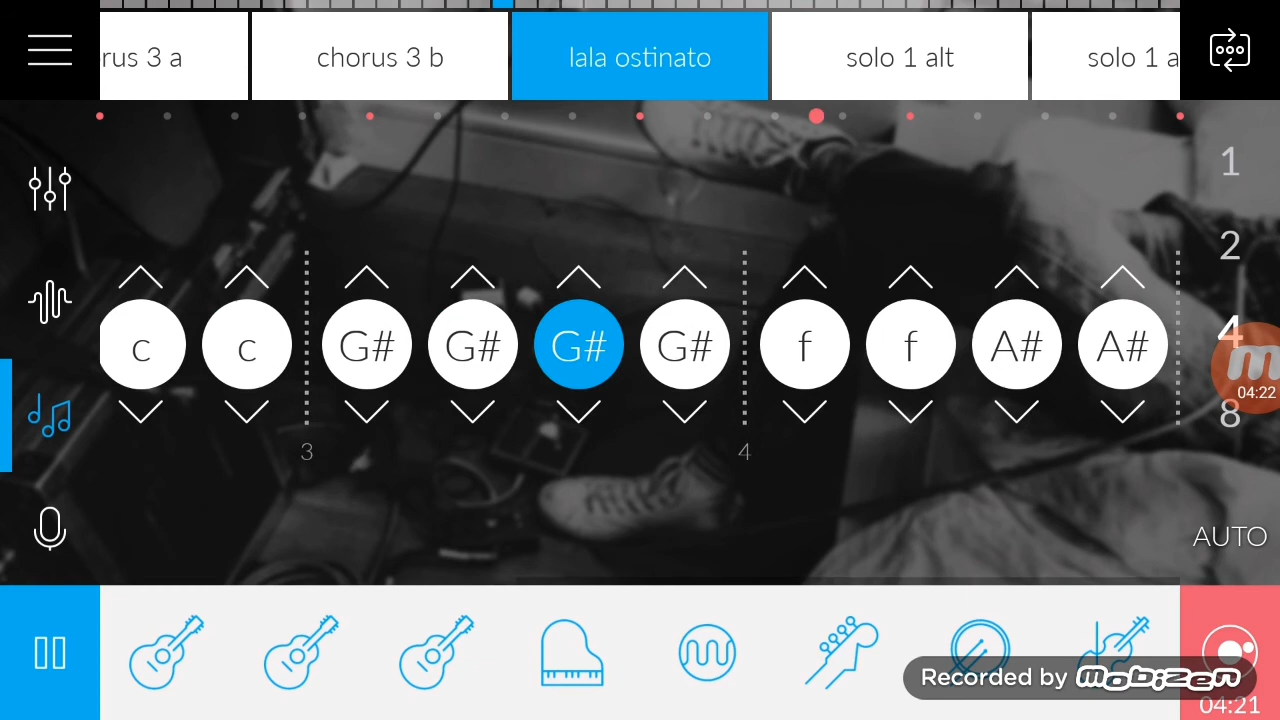 rus 3 a
chorus 3 b
lala ostinato
solo 1 alt
solo 1 a
1
2
4
8
c
c
G#
G#
G#
G#
f
f
A#
A#
3
4
04:22
AUTO
Recorded by mobizen
04:21